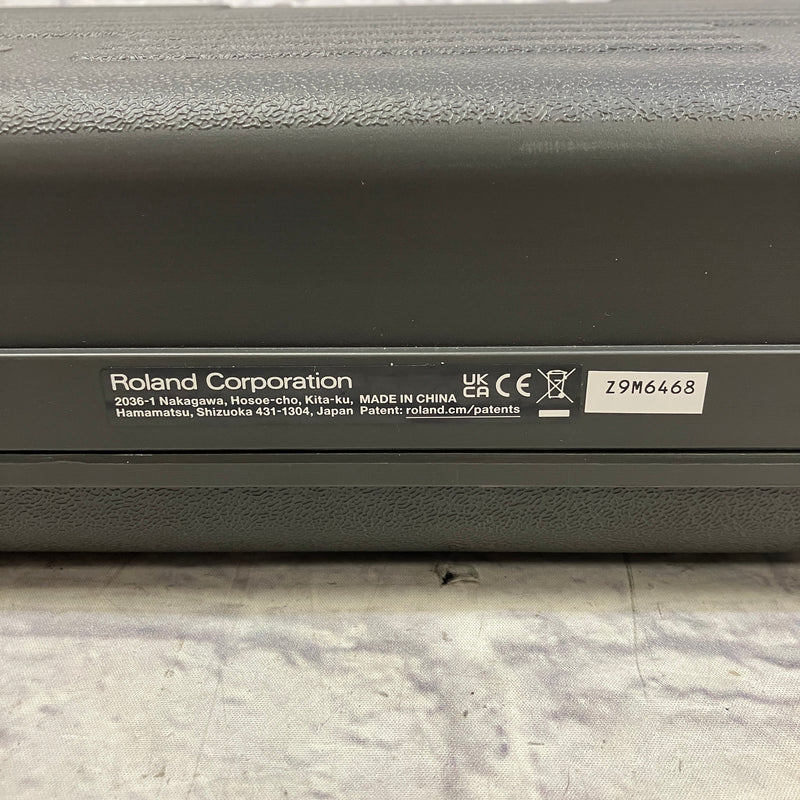 Roland Corporation
2036-1 Nakagawa, Hosoe-cho, Kita-ku, MADE IN CHINA
Hamamatsu, Shizuoka 431-1304, Japan Patent: roland.cm/patents
UK
CA CE
Z9M6468